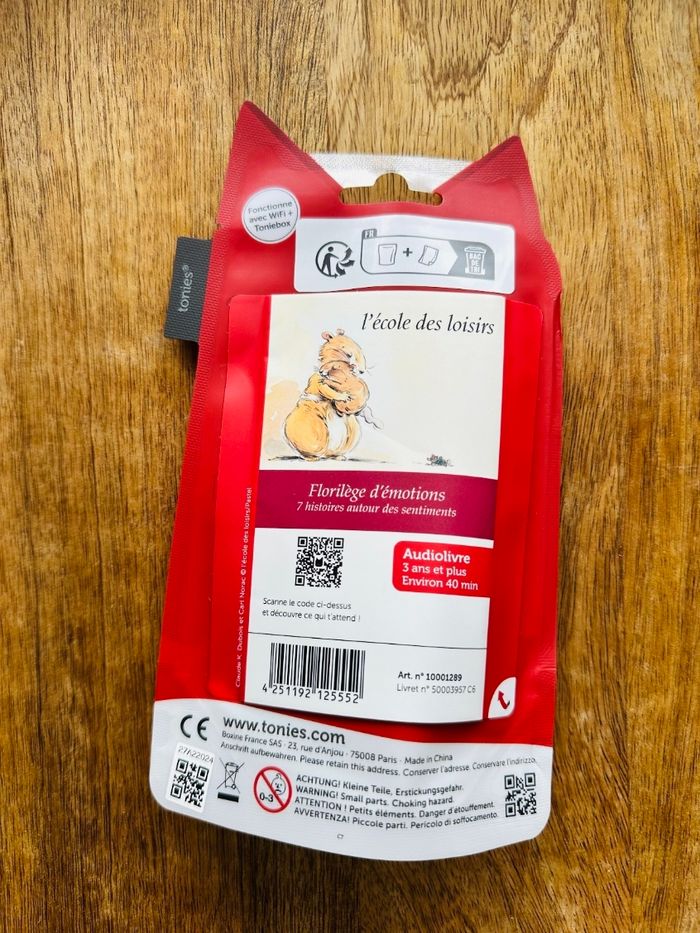 Fonctionne
avec WiFi +
Toniebox
FR
+
BAC
DE
TRI
tonies®
l'école des loisirs
Florilège d'émotions
7 histoires autour des sentiments
Audiolivre
3 ans et plus
Environ 40 min
Scanne le code ci-dessus
et découvre ce qui t'attend !
Claude K. Dubois et Carl Norac © l'école des loisirs/Pastel
Art. n° 10001289
Livret n° 50003957 C6
4 251192 125552
CE
www.tonies.com
Boxine France SAS · 23, rue d'Anjou · 75008 Paris · Made in China
Anschrift aufbewahren. Please retain this address. Conserver l'adresse. Conservare l'indirizzo.
27A22024
0-3
ACHTUNG! Kleine Teile, Erstickungsgefahr.
WARNING! Small parts. Choking hazard.
ATTENTION ! Petits éléments. Danger d'étouffement.
AVVERTENZA! Piccole parti. Pericolo di soffocamento.
C7